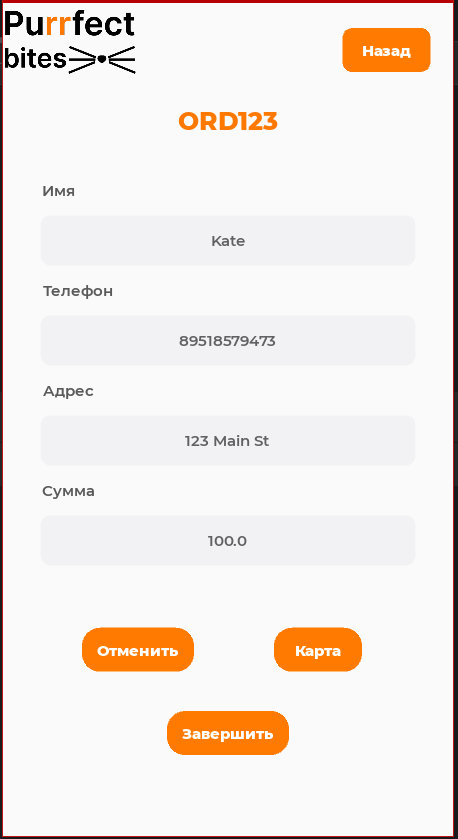 Purrfect
bites
Назад
ORD123
Имя
Kate
Телефон
89518579473
Адрес
123 Main St
Сумма
100.0
Отменить
Карта
Завершить